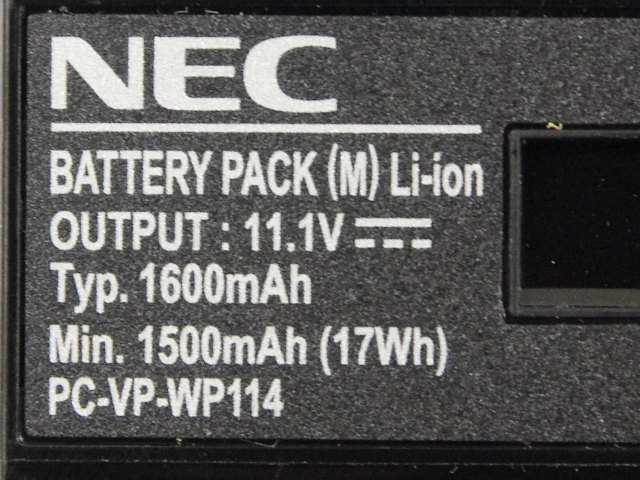 NEC
BATTERY PACK (M) Li-ion
OUTPUT : 11.1V ⎓
Typ. 1600mAh
Min. 1500mAh (17Wh)
PC-VP-WP114